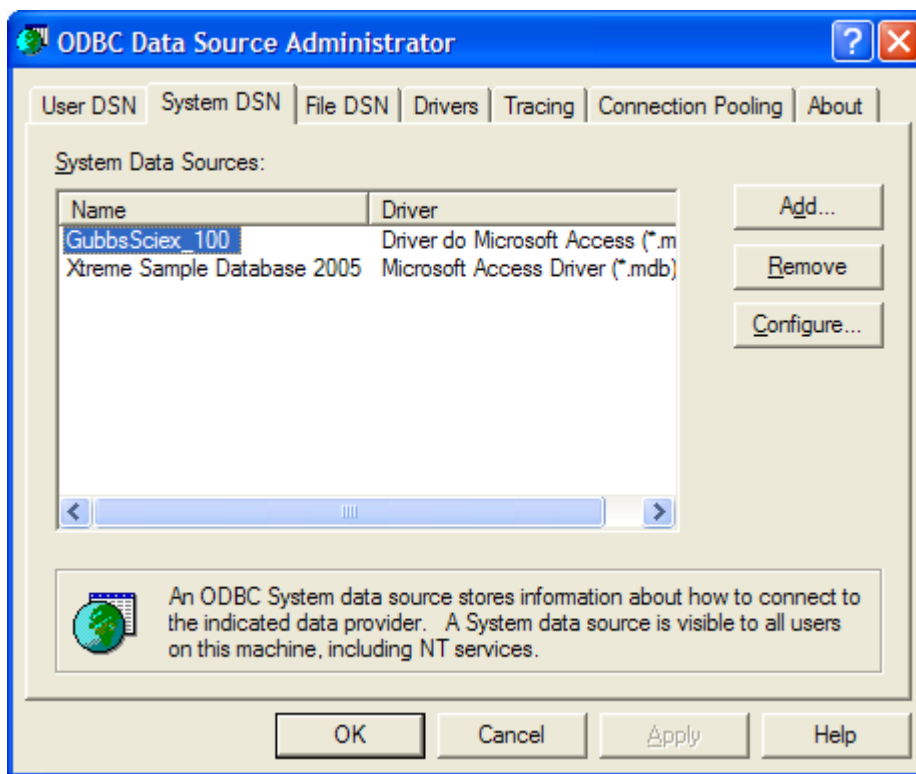 ODBC Data Source Administrator
User DSN System DSN File DSN Drivers Tracing Connection Pooling About
System Data Sources:
Name Driver
GubbsSciex_100 Driver do Microsoft Access (*.m
Xtreme Sample Database 2005 Microsoft Access Driver (*.mdb)
Add...
Remove
Configure...
An ODBC System data source stores information about how to connect to
the indicated data provider. A System data source is visible to all users
on this machine, including NT services.
OK Cancel Apply Help